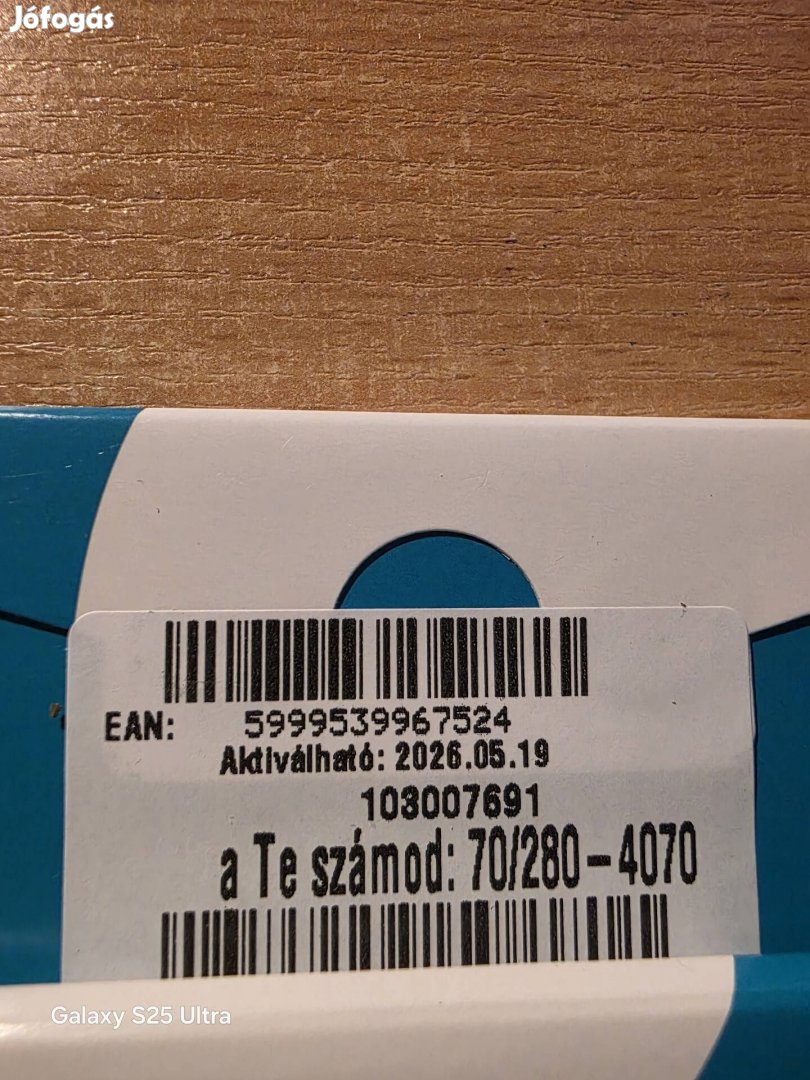 Jófogás
EAN: 5999539967524
Aktiválható: 2026.05.19
103007691
a Te számod: 70/280-4070
Galaxy S25 Ultra